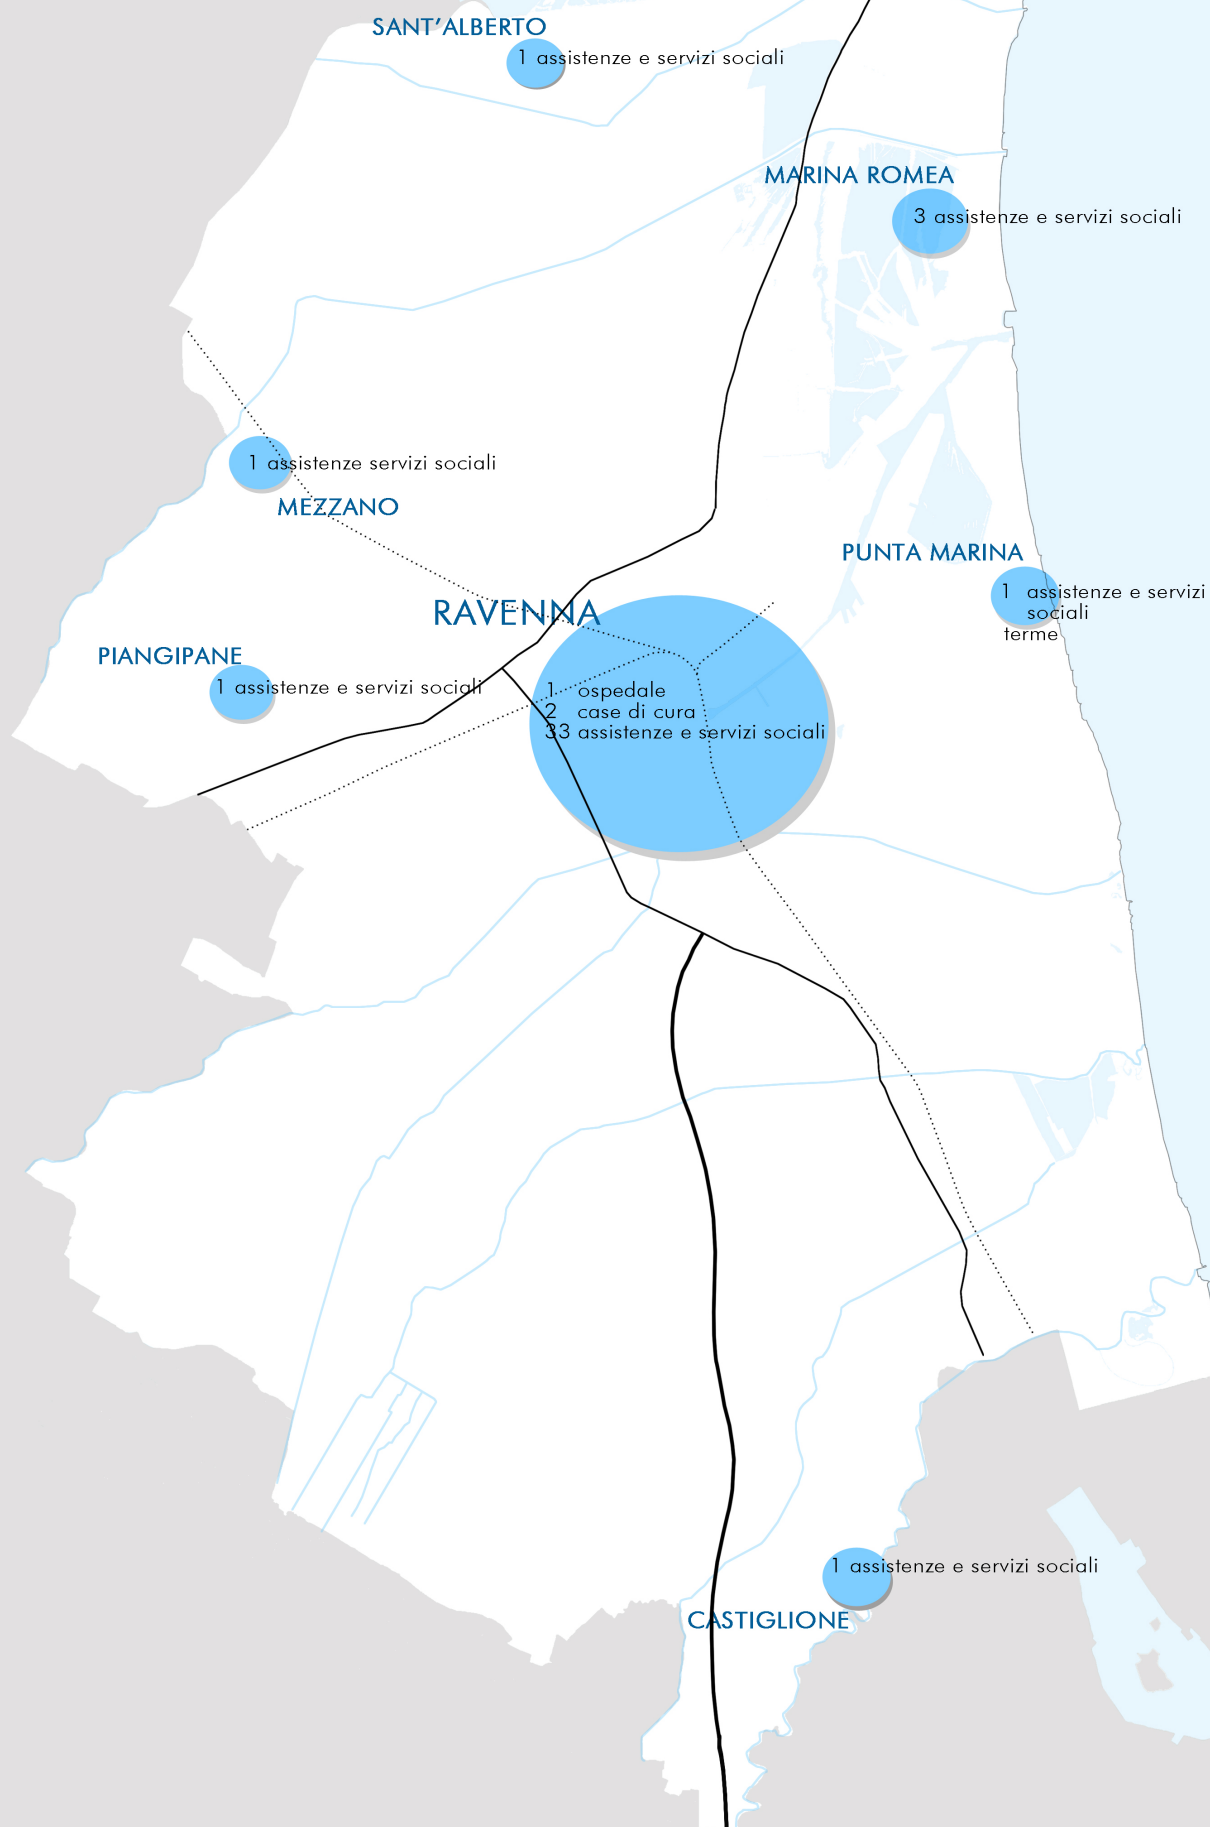 SANT'ALBERTO
1 assistenze e servizi sociali
MARINA ROMEA
3 assistenze e servizi sociali
1 assistenze servizi sociali
MEZZANO
PUNTA MARINA
1 assistenze e servizi
sociali
terme
RAVENNA
PIANGIPANE
1 assistenze e servizi sociali
1 ospedale
2 case di cura
33 assistenze e servizi sociali
1 assistenze e servizi sociali
CASTIGLIONE